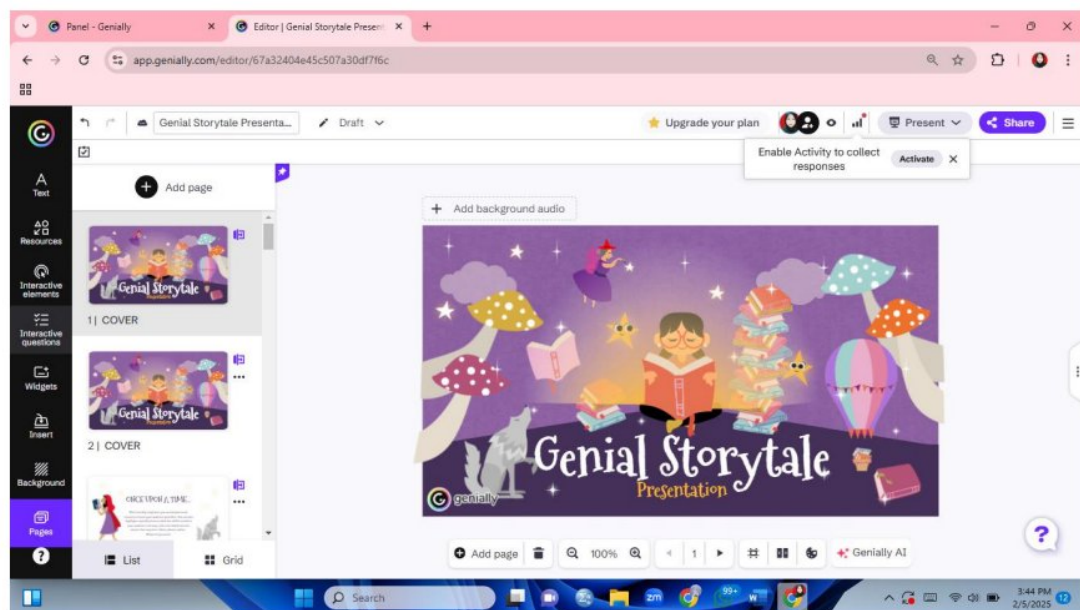 Panel - Genially
Editor | Genial Storytale Present
app.genially.com/editor/67a32404e45c507a30df7f6c
Genial Storytale Presenta...
Draft
Upgrade your plan
Present
Share
Enable Activity to collect
responses
Activate
Text
Resources
Interactive
elements
Interactive
questions
Widgets
Insert
Background
Pages
Add page
Genial Storytale
Presentation
1| COVER
Genial Storytale
2| COVER
ONCE UPON A TIME...
List
Grid
Add background audio
Genial Storytale
Presentation
genially
Add page
100%
1
Genially AI
Search
zm
99+
3:44 PM
2/5/2025
12